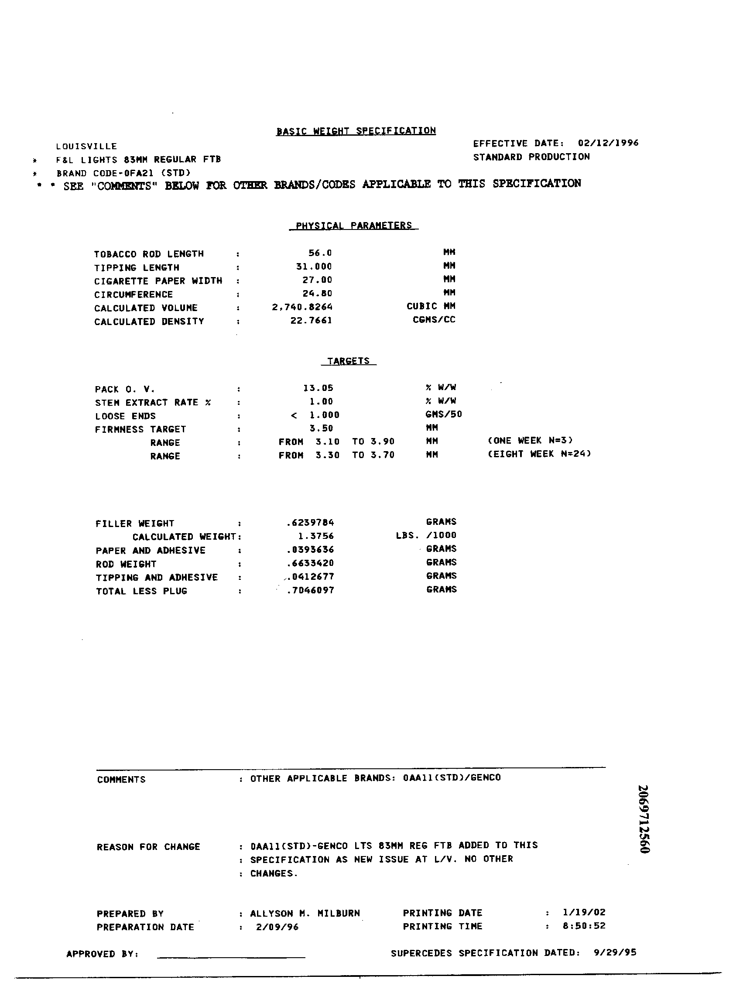 BASIC WEIGHT SPECIFICATION
LOUISVILLE EFFECTIVE DATE: 02/12/1996
* F&L LIGHTS 83MM REGULAR FTB STANDARD PRODUCTION
* BRAND CODE-0FA21 (STD)
* * SEE "COMMENTS" BELOW FOR OTHER BRANDS/CODES APPLICABLE TO THIS SPECIFICATION
PHYSICAL PARAMETERS
TOBACCO ROD LENGTH : 56.0 MM
TIPPING LENGTH : 31.000 MM
CIGARETTE PAPER WIDTH : 27.00 MM
CIRCUMFERENCE : 24.80 MM
CALCULATED VOLUME : 2,740.8264 CUBIC MM
CALCULATED DENSITY : 22.7661 CGMS/CC
TARGETS
PACK O. V. : 13.05 % W/W
STEM EXTRACT RATE % : 1.00 % W/W
LOOSE ENDS : < 1.000 GMS/50
FIRMNESS TARGET : 3.50 MM
RANGE : FROM 3.10 TO 3.90 MM (ONE WEEK N=3)
RANGE : FROM 3.30 TO 3.70 MM (EIGHT WEEK N=24)
FILLER WEIGHT : .6239784 GRAMS
CALCULATED WEIGHT: 1.3756 LBS. /1000
PAPER AND ADHESIVE : .0393636 GRAMS
ROD WEIGHT : .6633420 GRAMS
TIPPING AND ADHESIVE : .0412677 GRAMS
TOTAL LESS PLUG : .7046097 GRAMS
COMMENTS : OTHER APPLICABLE BRANDS: 0AA11(STD)/GENCO
REASON FOR CHANGE : 0AA11(STD)-GENCO LTS 83MM REG FTB ADDED TO THIS
: SPECIFICATION AS NEW ISSUE AT L/V. NO OTHER
: CHANGES.
PREPARED BY : ALLYSON M. MILBURN PRINTING DATE : 1/19/02
PREPARATION DATE : 2/09/96 PRINTING TIME : 8:50:52
APPROVED BY: SUPERCEDES SPECIFICATION DATED: 9/29/95
2069712560